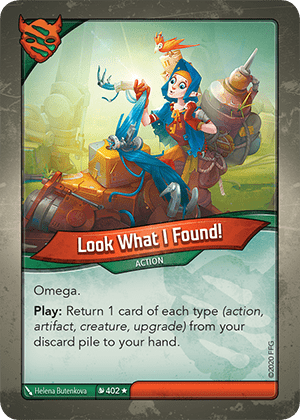 Look What I Found!
ACTION
Omega.
Play: Return 1 card of each type (action,
artifact, creature, upgrade) from your
discard pile to your hand.
©2020 FFG
Helena Butenkova
402